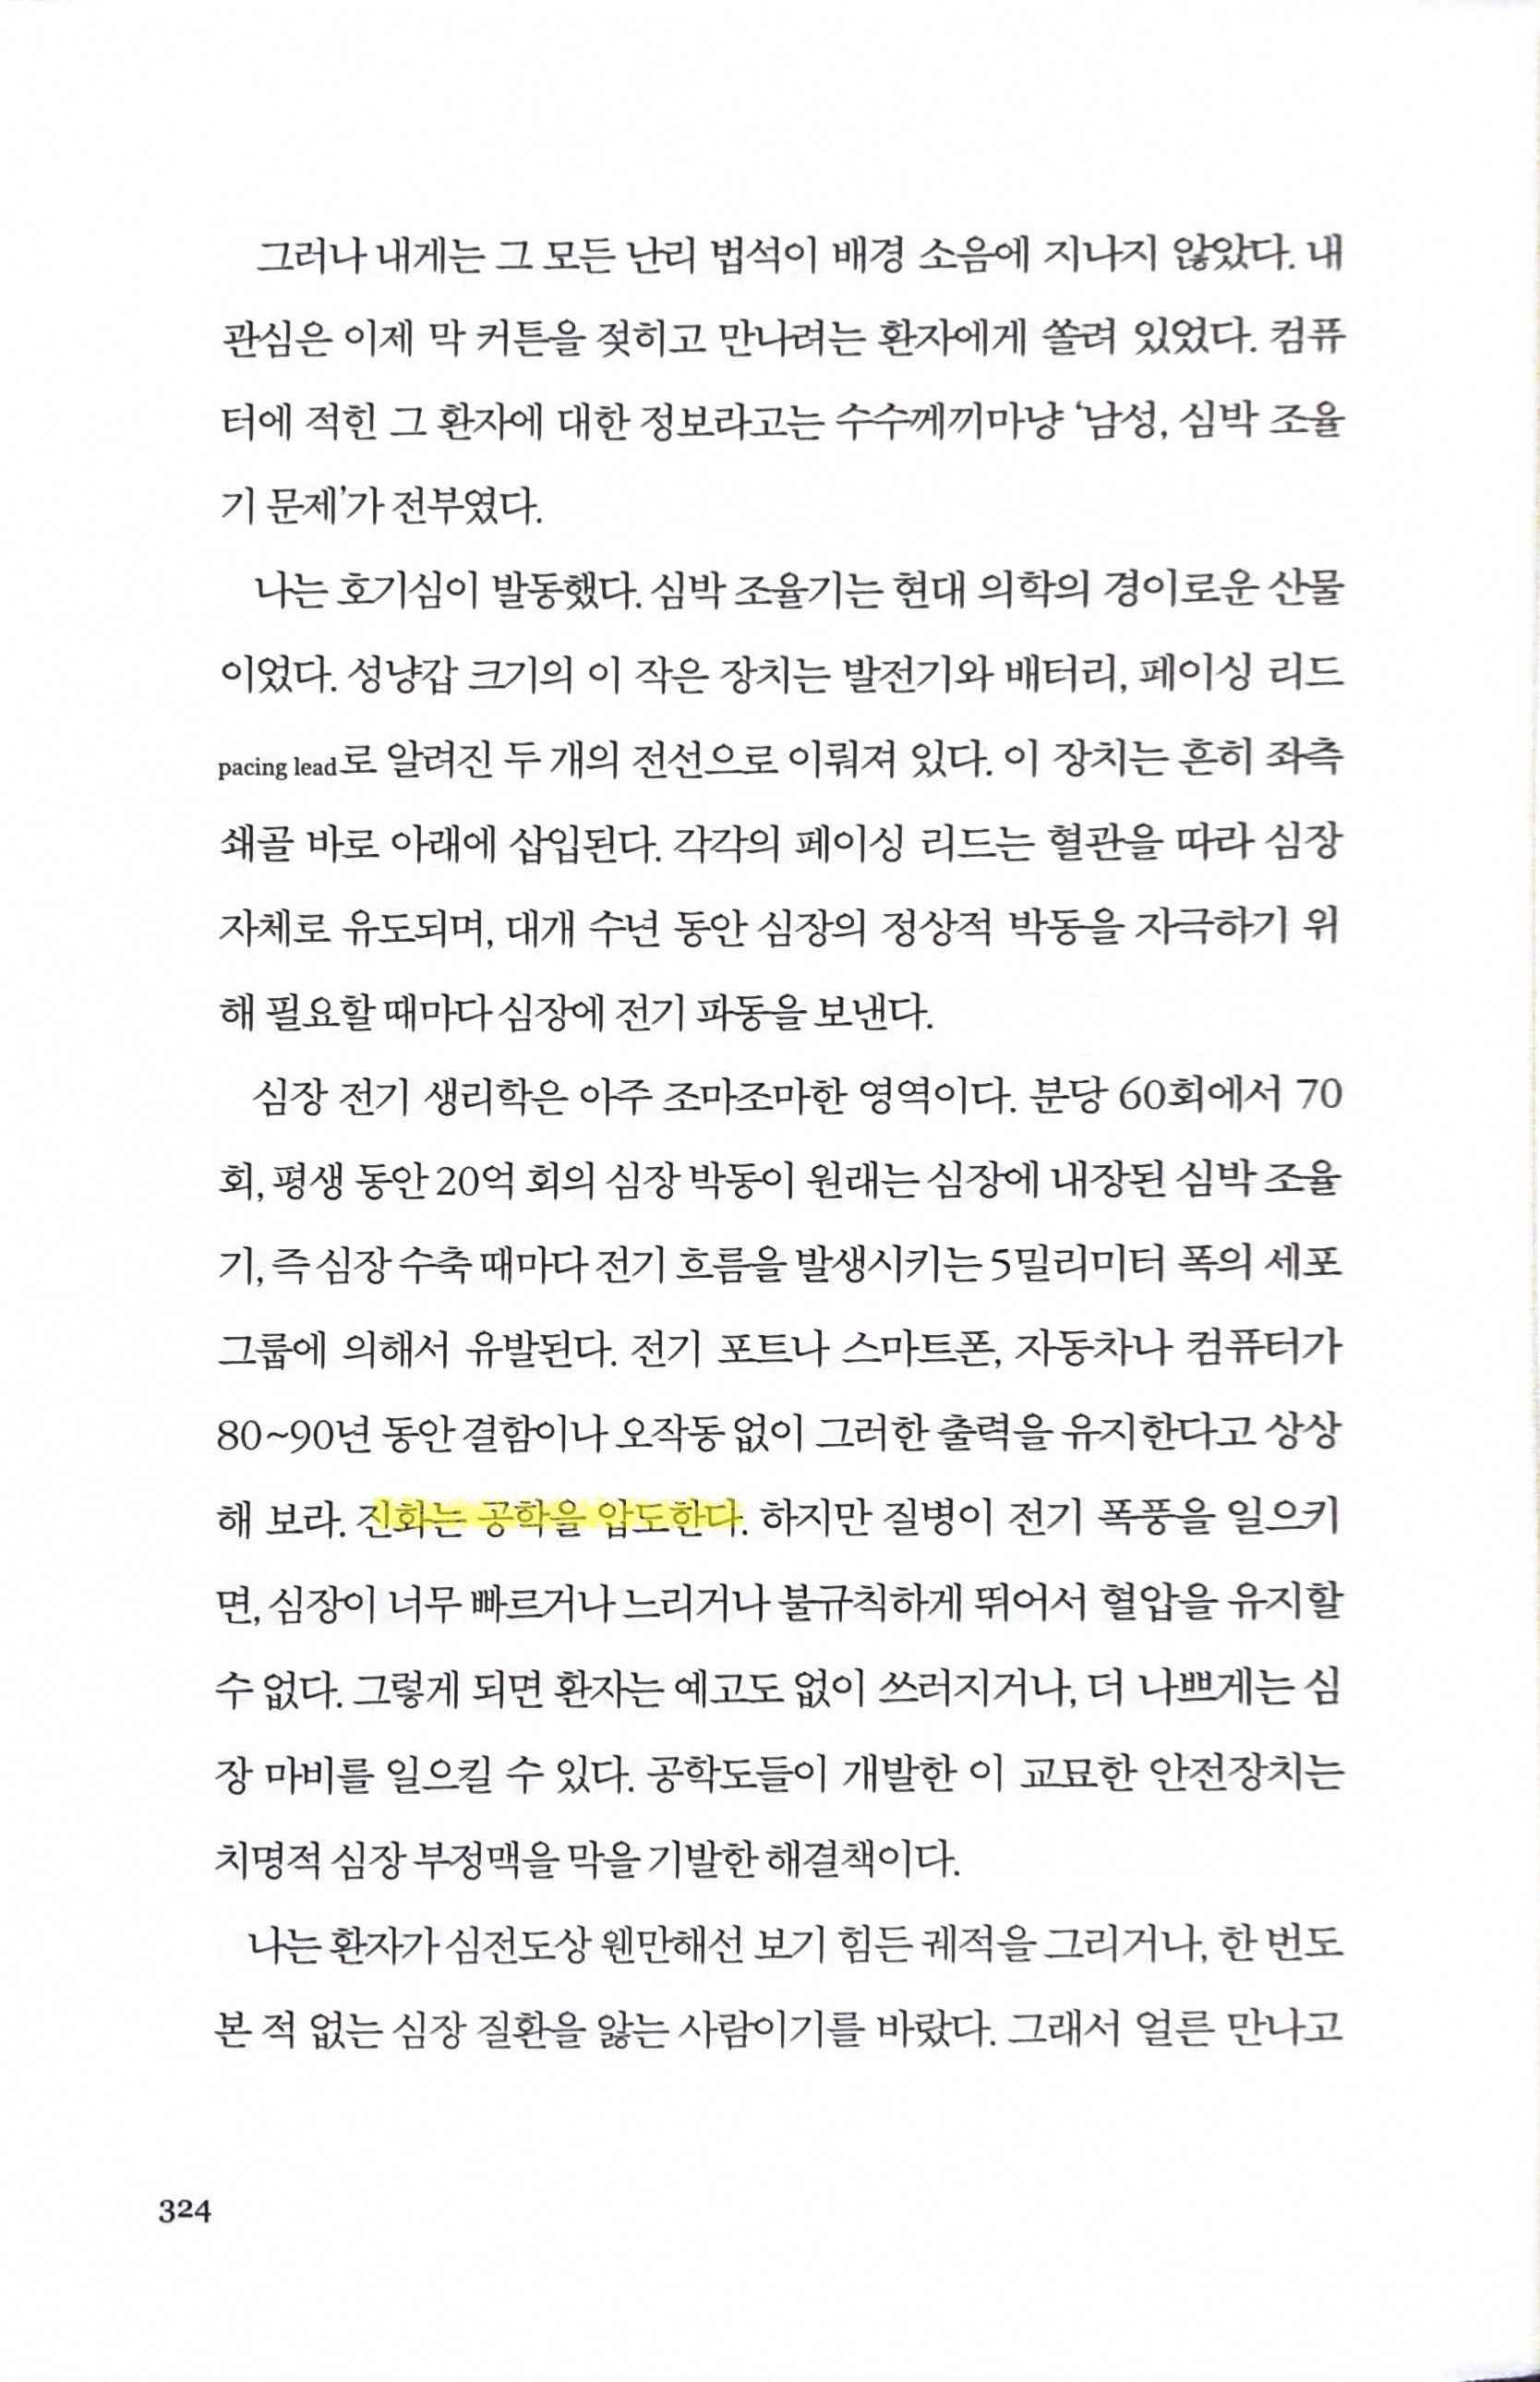 그러나 내게는 그 모든 난리 법석이 배경 소음에 지나지 않았다. 내
관심은 이제 막 커튼을 젖히고 만나려는 환자에게 쏠려 있었다. 컴퓨
터에 적힌 그 환자에 대한 정보라고는 수수께끼마냥 ‘남성, 심박 조율
기 문제’가 전부였다.
나는 호기심이 발동했다. 심박 조율기는 현대 의학의 경이로운 산물
이었다. 성냥갑 크기의 이 작은 장치는 발전기와 배터리, 페이싱 리드
pacing lead로 알려진 두 개의 전선으로 이뤄져 있다. 이 장치는 흔히 좌측
쇄골 바로 아래에 삽입된다. 각각의 페이싱 리드는 혈관을 따라 심장
자체로 유도되며, 대개 수년 동안 심장의 정상적 박동을 자극하기 위
해 필요할 때마다 심장에 전기 파동을 보낸다.
심장 전기 생리학은 아주 조마조마한 영역이다. 분당 60회에서 70
회, 평생 동안 20억 회의 심장 박동이 원래는 심장에 내장된 심박 조율
기, 즉 심장 수축 때마다 전기 흐름을 발생시키는 5밀리미터 폭의 세포
그룹에 의해서 유발된다. 전기 포트나 스마트폰, 자동차나 컴퓨터가
80~90년 동안 결함이나 오작동 없이 그러한 출력을 유지한다고 상상
해 보라. 진화는 공학을 압도한다. 하지만 질병이 전기 폭풍을 일으키
면, 심장이 너무 빠르거나 느리거나 불규칙하게 뛰어서 혈압을 유지할
수 없다. 그렇게 되면 환자는 예고도 없이 쓰러지거나, 더 나쁘게는 심
장 마비를 일으킬 수 있다. 공학도들이 개발한 이 교묘한 안전장치는
치명적 심장 부정맥을 막을 기발한 해결책이다.
나는 환자가 심전도상 웬만해선 보기 힘든 궤적을 그리거나, 한 번도
본 적 없는 심장 질환을 앓는 사람이기를 바랐다. 그래서 얼른 만나고
324